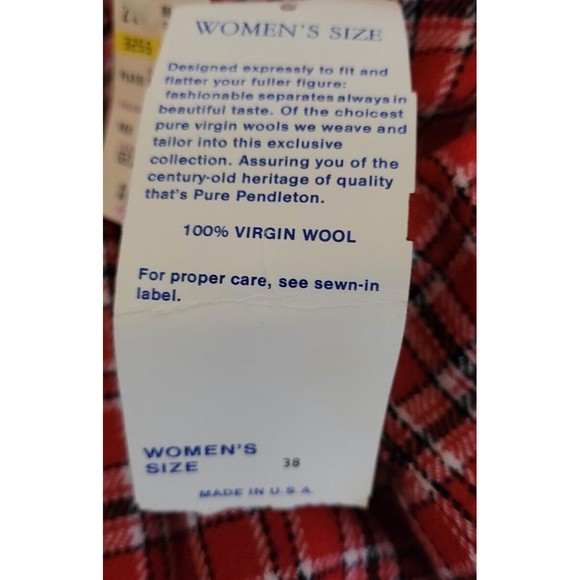 WOMEN'S SIZE
Designed expressly to fit and
flatter your fuller figure:
fashionable separates always in
beautiful taste. Of the choicest
pure virgin wools we weave and
tailor into this exclusive
collection. Assuring you of the
century-old heritage of quality
that's Pure Pendleton.
100% VIRGIN WOOL
For proper care, see sewn-in
label.
WOMEN'S
SIZE 38
MADE IN U.S.A.